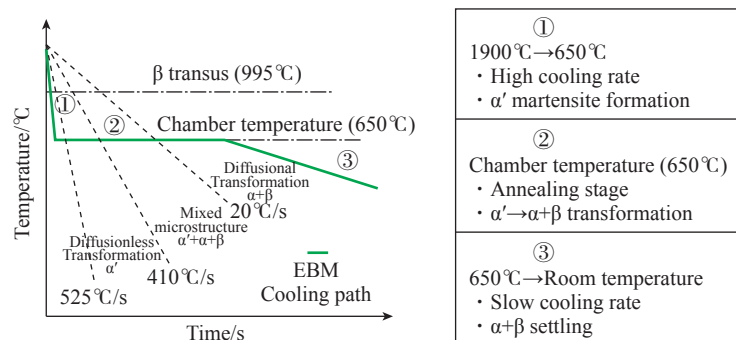 β transus (995℃)
①
②
Chamber temperature (650℃)
③
Diffusional
Transformation
α+β
20℃/s
Mixed
microstructure
α′+α+β
Diffusionless
Transformation
α′
410℃/s
525℃/s
EBM
Cooling path
Temperature/℃
Time/s
①
1900℃→650℃
· High cooling rate
· α′ martensite formation
②
Chamber temperature (650℃)
· Annealing stage
· α′→α+β transformation
③
650℃→Room temperature
· Slow cooling rate
· α+β settling